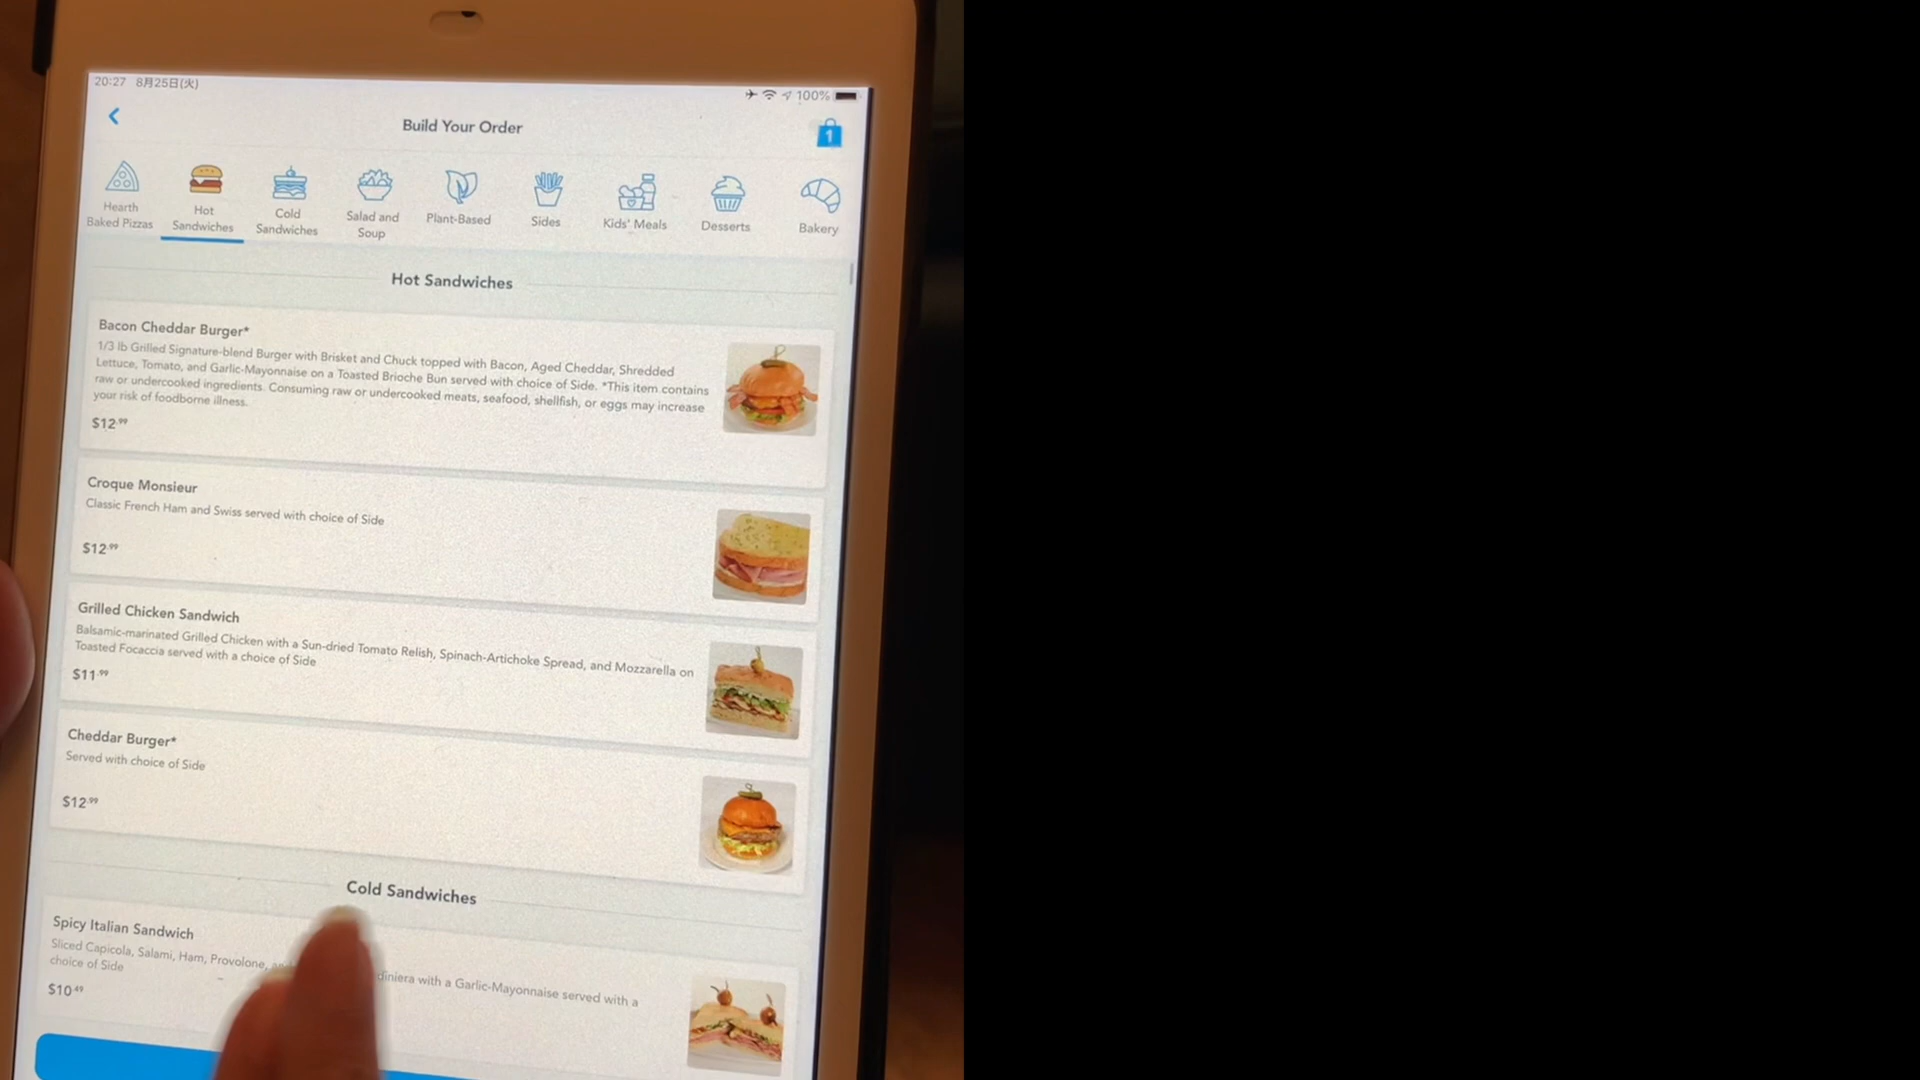 20:27 8月25日(火)
100%
Build Your Order
1
Hearth
Baked Pizzas
Hot
Sandwiches
Cold
Sandwiches
Salad and
Soup
Plant-Based
Sides
Kids' Meals
Desserts
Bakery
Hot Sandwiches
Bacon Cheddar Burger*
1/3 lb Grilled Signature-blend Burger with Brisket and Chuck topped with Bacon, Aged Cheddar, Shredded
Lettuce, Tomato, and Garlic-Mayonnaise on a Toasted Brioche Bun served with choice of Side. *This item contains
raw or undercooked ingredients. Consuming raw or undercooked meats, seafood, shellfish, or eggs may increase
your risk of foodborne illness.
$12.99
Croque Monsieur
Classic French Ham and Swiss served with choice of Side
$12.99
Grilled Chicken Sandwich
Balsamic-marinated Grilled Chicken with a Sun-dried Tomato Relish, Spinach-Artichoke Spread, and Mozzarella on
Toasted Focaccia served with a choice of Side
$11.99
Cheddar Burger*
Served with choice of Side
$12.99
Cold Sandwiches
Spicy Italian Sandwich
Sliced Capicola, Salami, Ham, Provolone, diniera with a Garlic-Mayonnaise served with a
choice of Side
$10.49